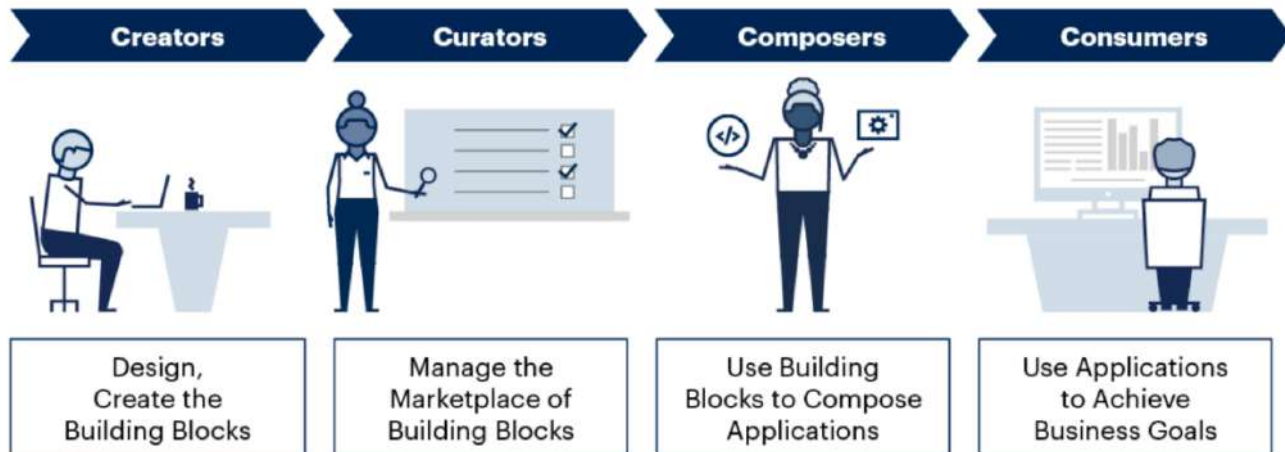 Creators
Curators
Composers
Consumers
</>
Design,
Create the
Building Blocks
Manage the
Marketplace of
Building Blocks
Use Building
Blocks to Compose
Applications
Use Applications
to Achieve
Business Goals